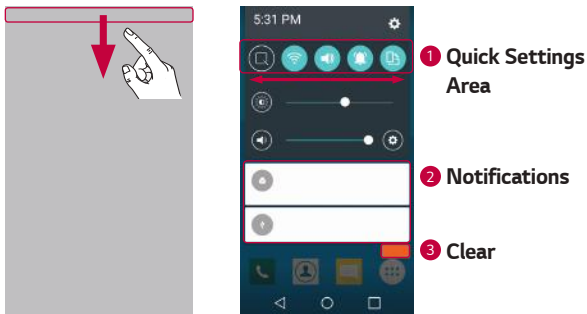 5:31 PM
1 Quick Settings
Area
2 Notifications
3 Clear